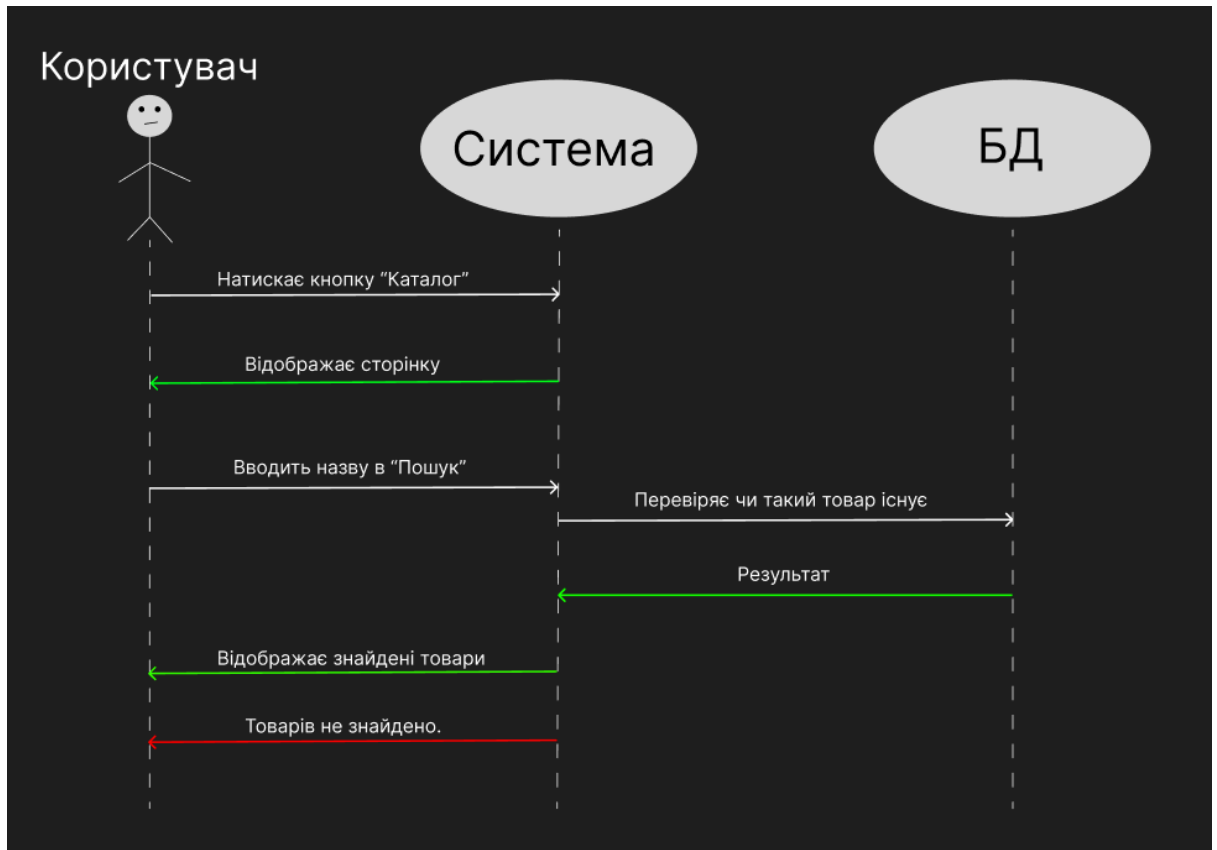 Користувач
Система
БД
Натискає кнопку “Каталог”
Відображає сторінку
Вводить назву в “Пошук”
Перевіряє чи такий товар існує
Результат
Відображає знайдені товари
Товарів не знайдено.